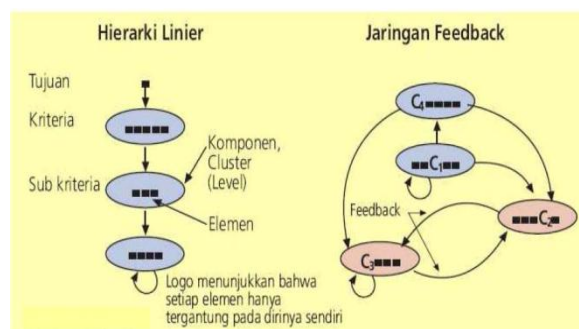 Hierarki Linier
Tujuan
Kriteria
Sub kriteria
Komponen,
Cluster
(Level)
Elemen
Logo menunjukkan bahwa
setiap elemen hanya
tergantung pada dirinya sendiri
Jaringan Feedback
C4
C1
Feedback
C2
C3